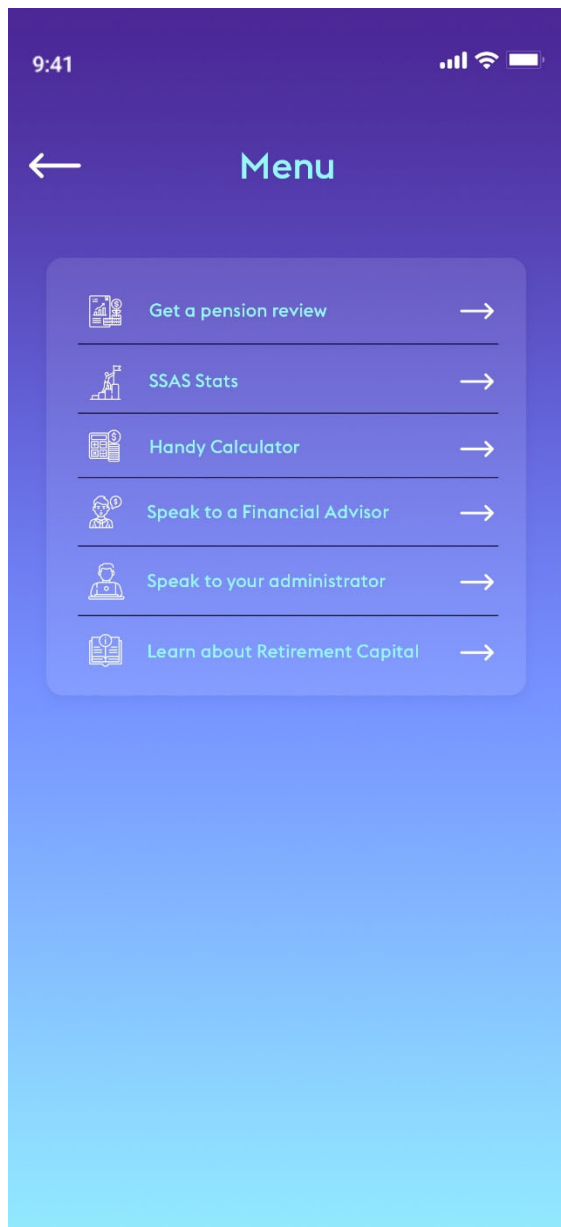 9:41
Menu
Get a pension review
SSAS Stats
Handy Calculator
Speak to a Financial Advisor
Speak to your administrator
Learn about Retirement Capital